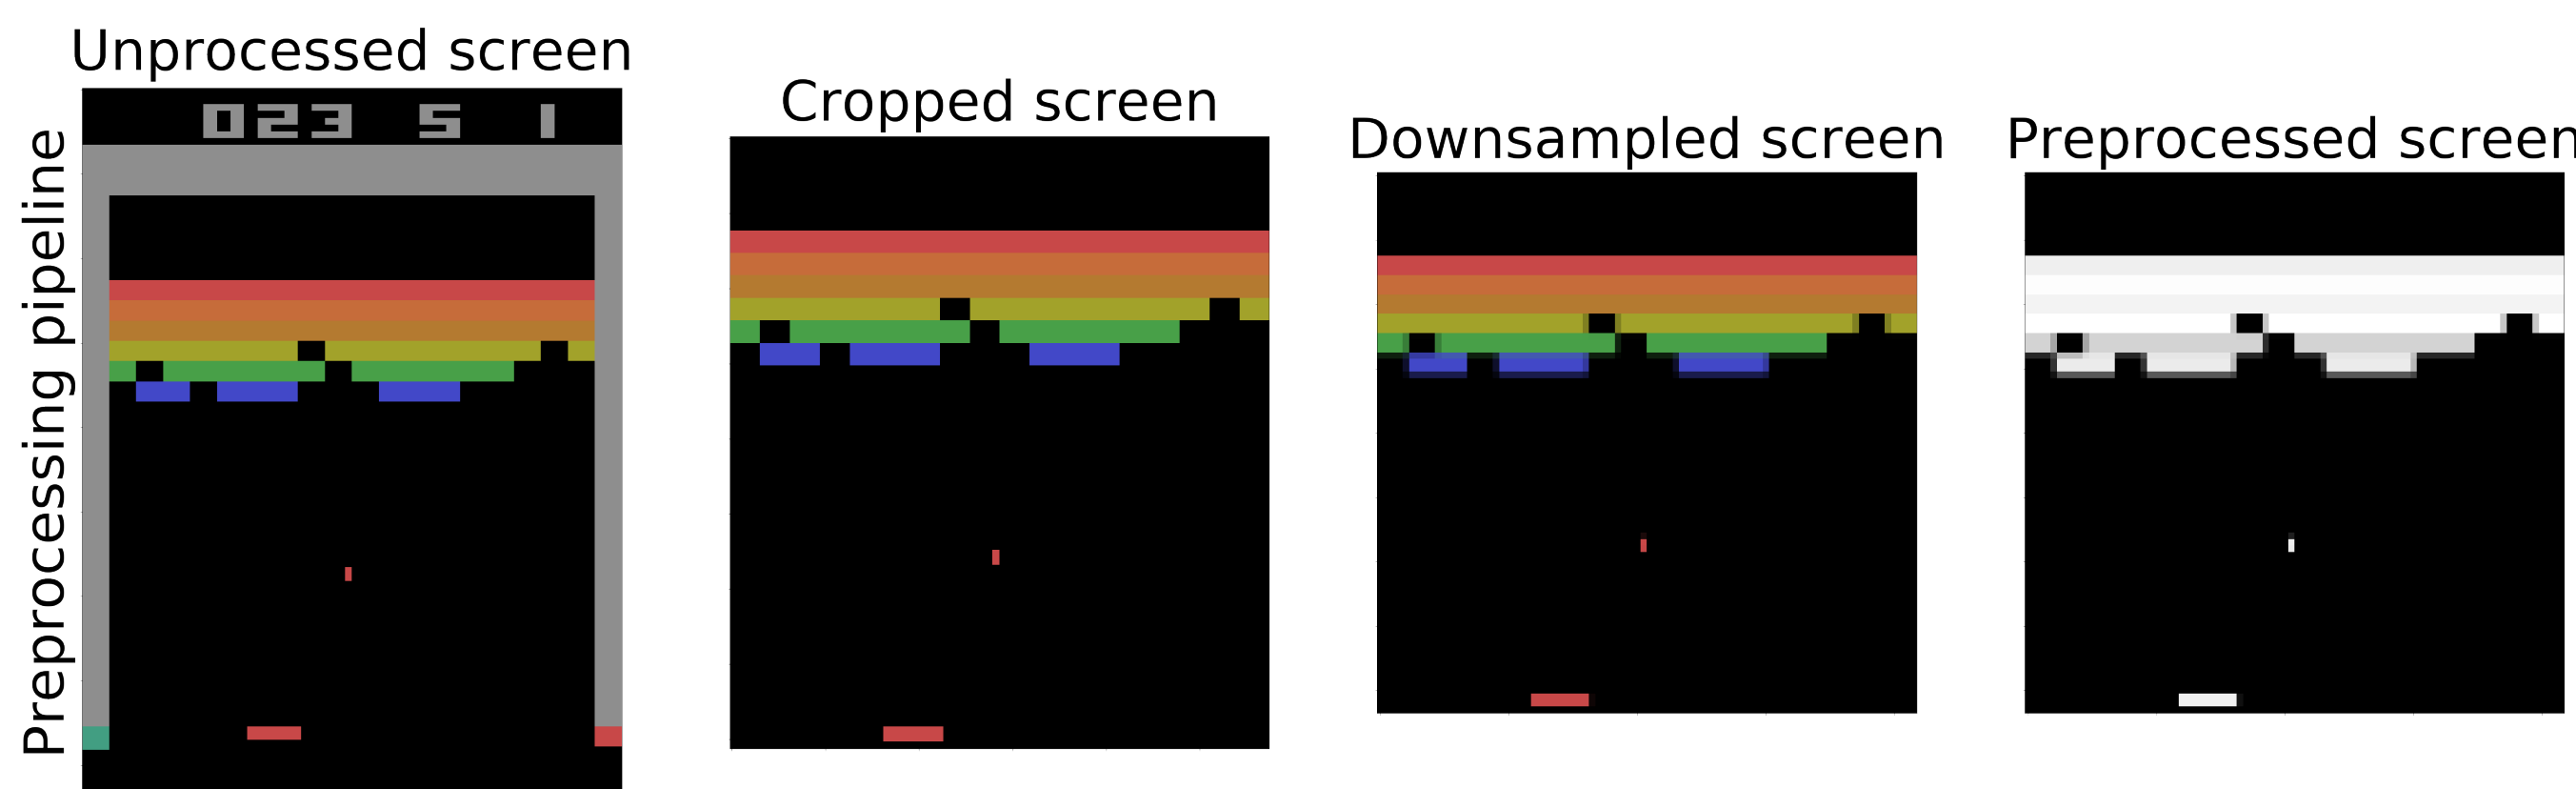 Unprocessed screen
Cropped screen
Downsampled screen
Preprocessed screen
Preprocessing pipeline
023 5 1